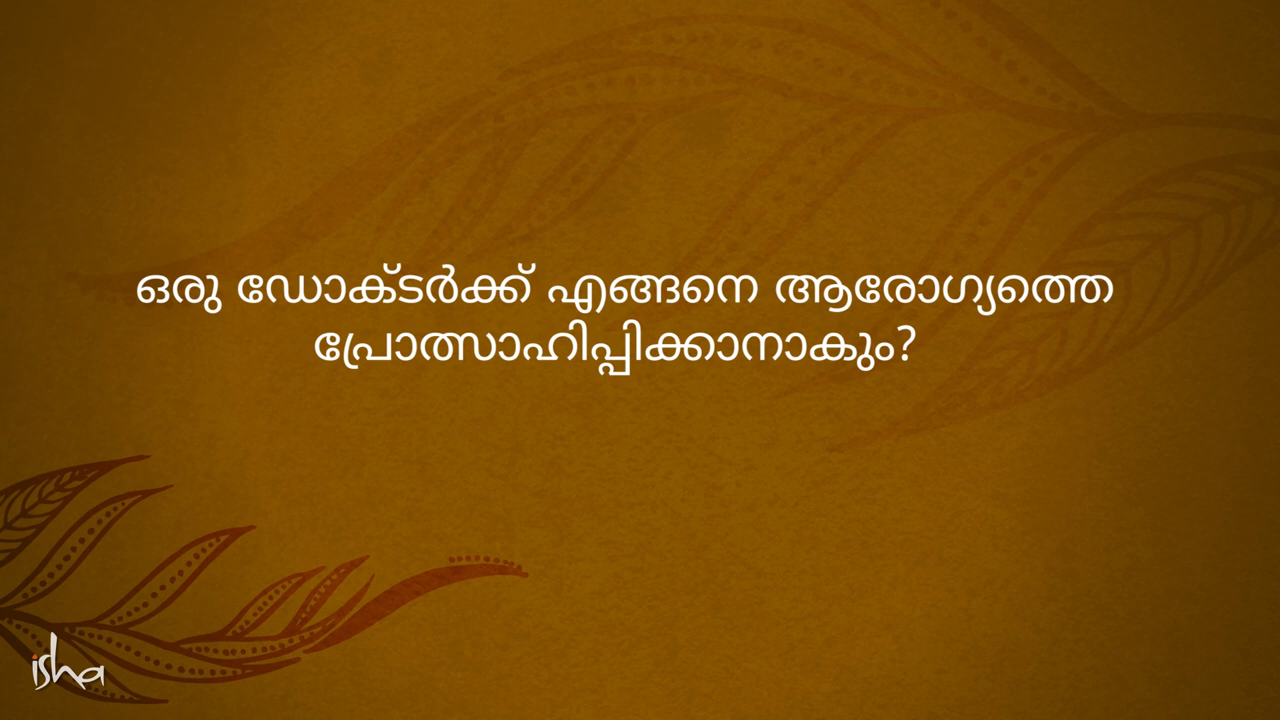 ഒരു ഡോക്ടർക്ക് എങ്ങനെ ആരോഗ്യത്തെ
പ്രോത്സാഹിപ്പിക്കാനാകും?
isha